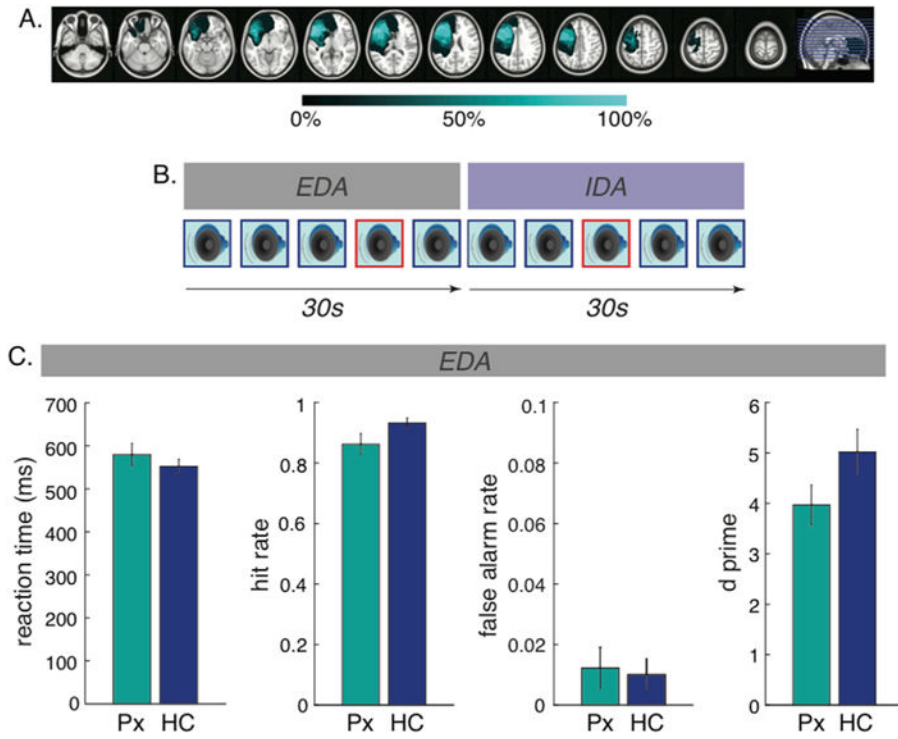 A.
0% 50% 100%
B.
EDA IDA
30s 30s
C.
EDA
reaction time (ms)
700
600
500
400
300
200
100
0
Px HC
hit rate
1
0.8
0.6
0.4
0.2
0
Px HC
false alarm rate
0.1
0.08
0.06
0.04
0.02
0
Px HC
d prime
6
5
4
3
2
1
0
Px HC